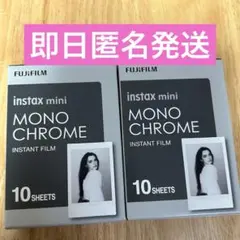 即日匿名発送
FUJIFILM
instax mini
MONO
CHROME
INSTANT FILM
10 SHEETS
FUJIFILM
instax mini
MONO
CHROME
INSTANT FILM
10 SHEETS